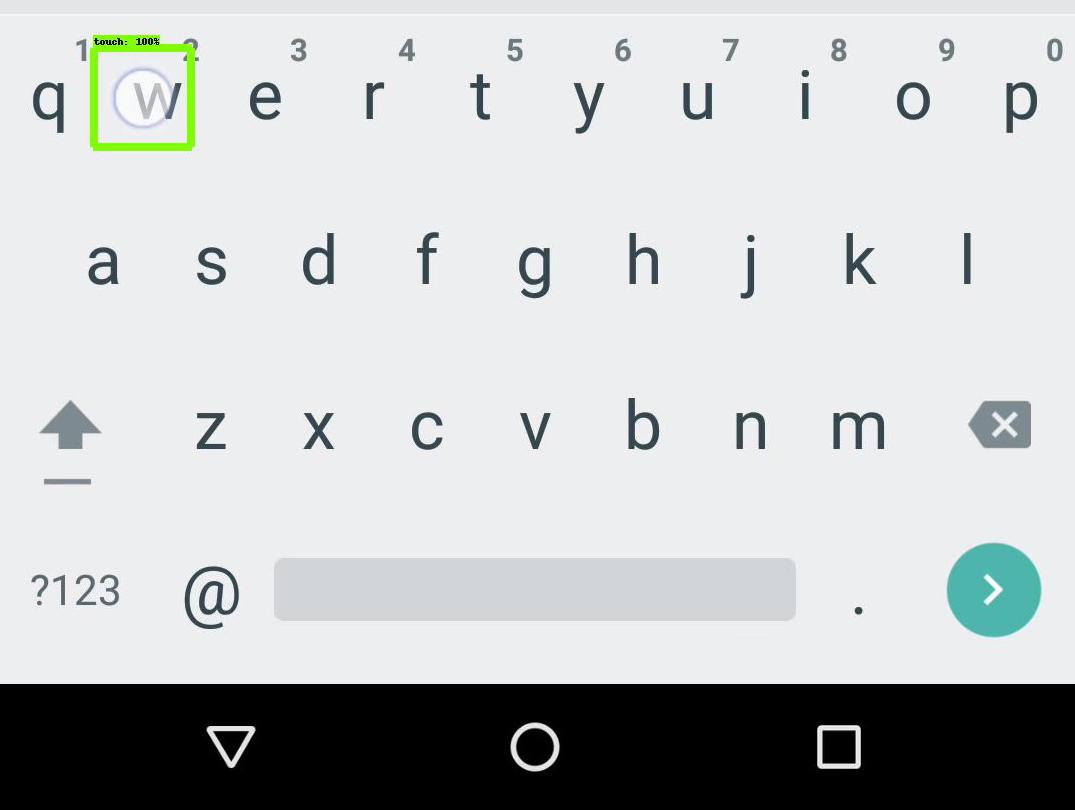 touch: 100%
1 2 3 4 5 6 7 8 9 0
q w e r t y u i o p
a s d f g h j k l
z x c v b n m
?123 @ .